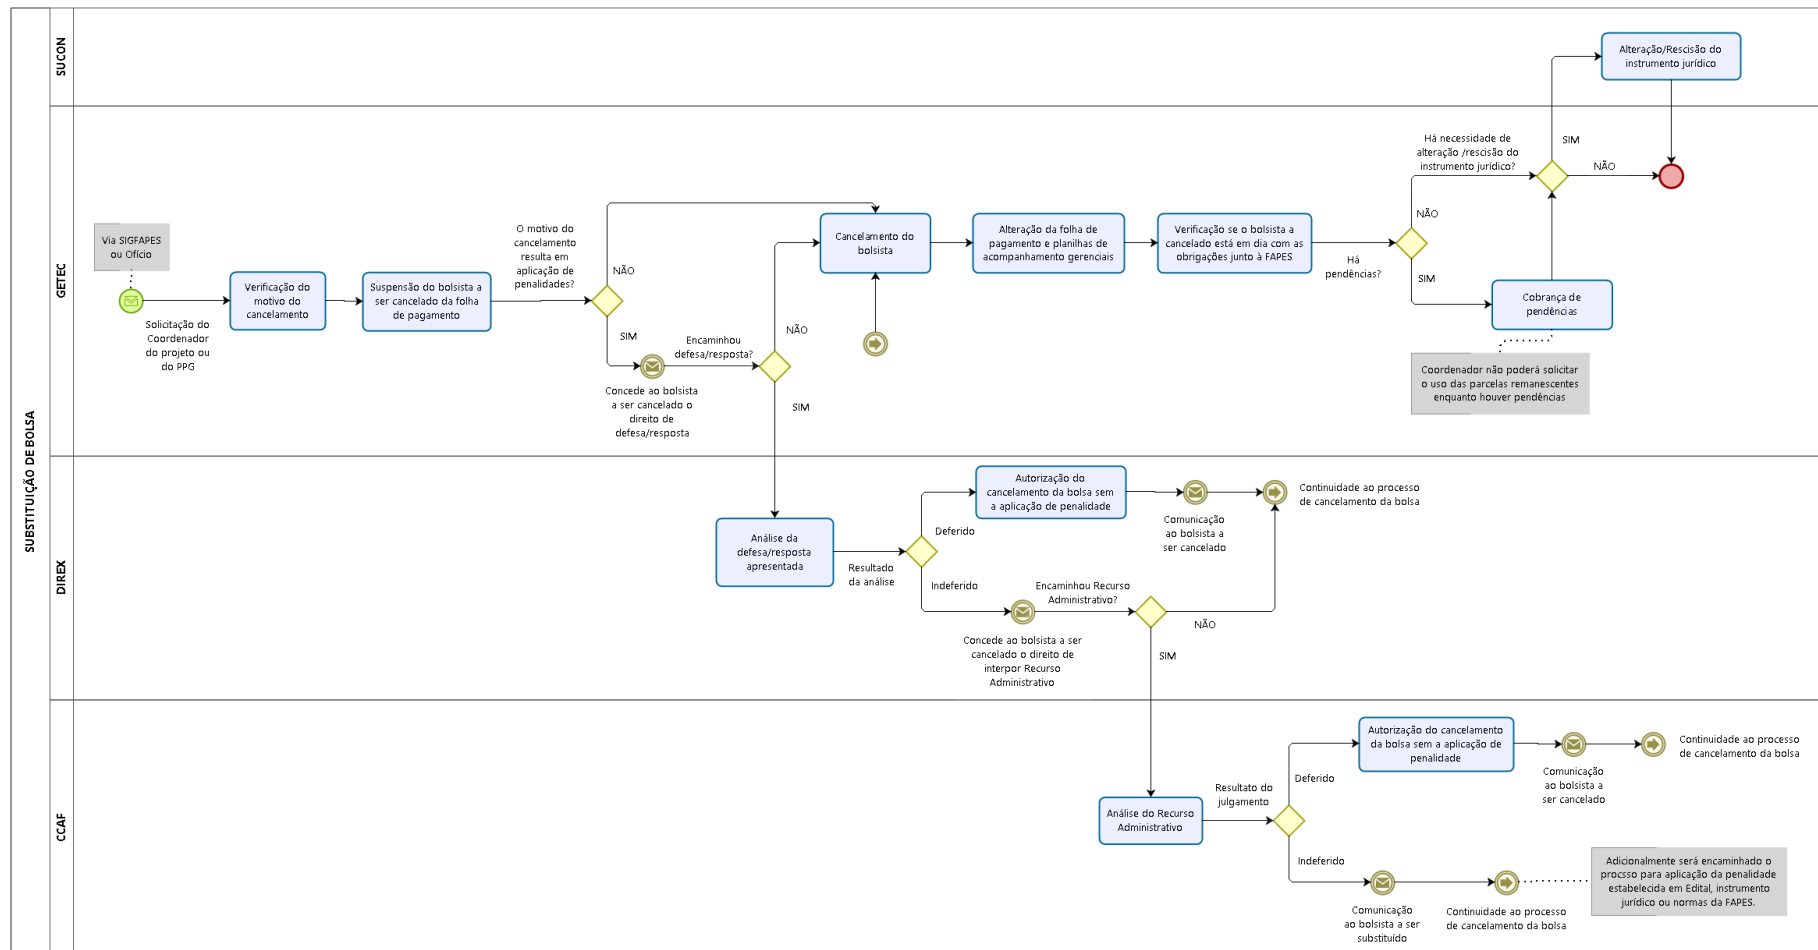 SUBSTITUIÇÃO DE BOLSA
SUCON
Alteração/Rescisão do
instrumento jurídico
GETEC
Via SIGFAPES
ou Ofício
Solicitação do
Coordenador
do projeto ou
do PPG
Verificação do
motivo do
cancelamento
Suspensão do bolsista a
ser cancelado da folha
de pagamento
O motivo do
cancelamento
resulta em
aplicação de
penalidades?
NÃO
SIM
Concede ao bolsista
a ser cancelado o
direito de
defesa/resposta
Encaminhou
defesa/resposta?
NÃO
SIM
Cancelamento do
bolsista
Alteração da folha de
pagamento e planilhas de
acompanhamento gerenciais
Verificação se o bolsista a
cancelado está em dia com as
obrigações junto à FAPES
Há
pendências?
NÃO
SIM
Há necessidade de
alteração /rescisão do
instrumento jurídico?
SIM
NÃO
Cobrança de
pendências
Coordenador não poderá solicitar
o uso das parcelas remanescentes
enquanto houver pendências
DIREX
Análise da
defesa/resposta
apresentada
Resultado
da análise
Deferido
Indeferido
Autorização do
cancelamento da bolsa sem
a aplicação de penalidade
Comunicação
ao bolsista a
ser cancelado
Continuidade ao processo
de cancelamento da bolsa
Concede ao bolsista a ser
cancelado o direito de
interpor Recurso
Administrativo
Encaminhou Recurso
Administrativo?
NÃO
SIM
CCAF
Análise do Recurso
Administrativo
Resultato do
julgamento
Deferido
Indeferido
Autorização do cancelamento
da bolsa sem a aplicação de
penalidade
Comunicação
ao bolsista a
ser cancelado
Continuidade ao processo
de cancelamento da bolsa
Comunicação
ao bolsista a ser
substituído
Continuidade ao processo
de cancelamento da bolsa
Adicionalmente será encaminhado o
procsso para aplicação da penalidade
estabelecida em Edital, instrumento
jurídico ou normas da FAPES.